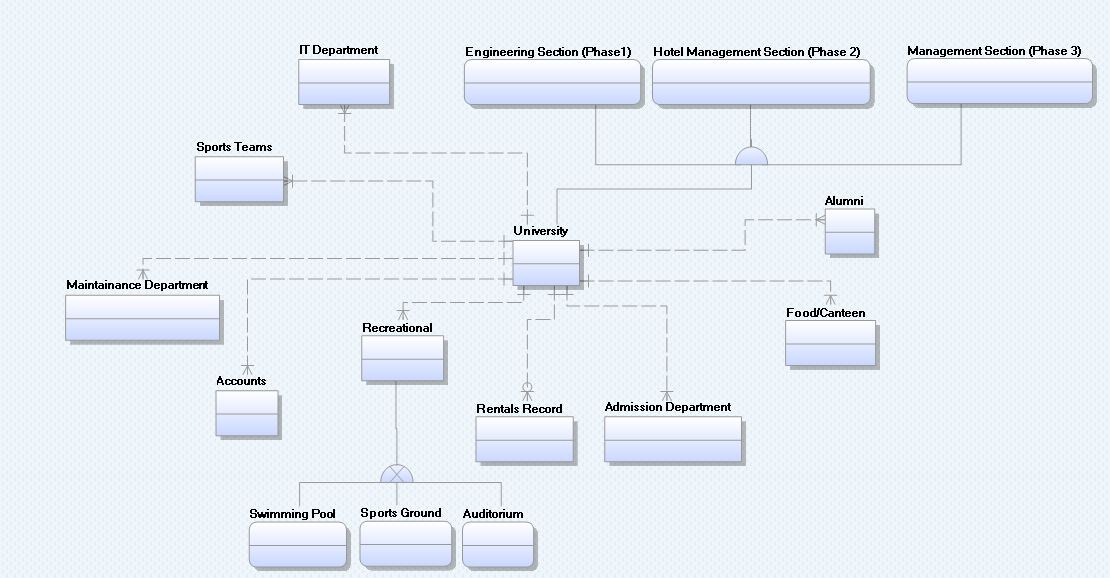 IT Department
Engineering Section (Phase1)
Hotel Management Section (Phase 2)
Management Section (Phase 3)
Sports Teams
Alumni
University
Maintainance Department
Food/Canteen
Recreational
Accounts
Rentals Record
Admission Department
Swimming Pool
Sports Ground
Auditorium